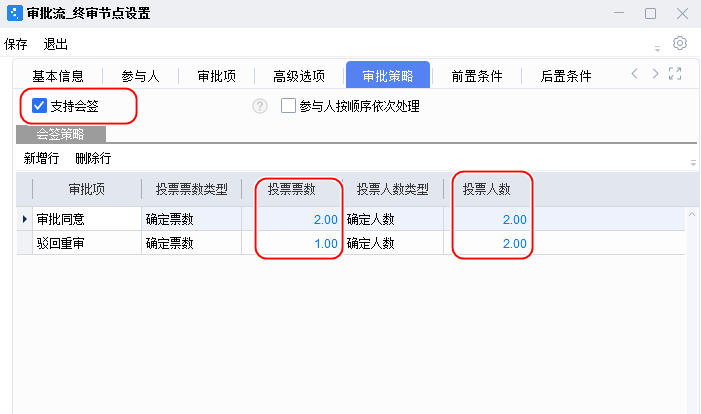 审批流_终审节点设置
保存 退出
基本信息 参与人 审批项 高级选项 审批策略 前置条件 后置条件
支持会签 ? 参与人按顺序依次处理
会签策略
新增行 删除行
审批项 投票票数类型 投票票数 投票人数类型 投票人数
审批同意 确定票数 2.00 确定人数 2.00
驳回重审 确定票数 1.00 确定人数 2.00